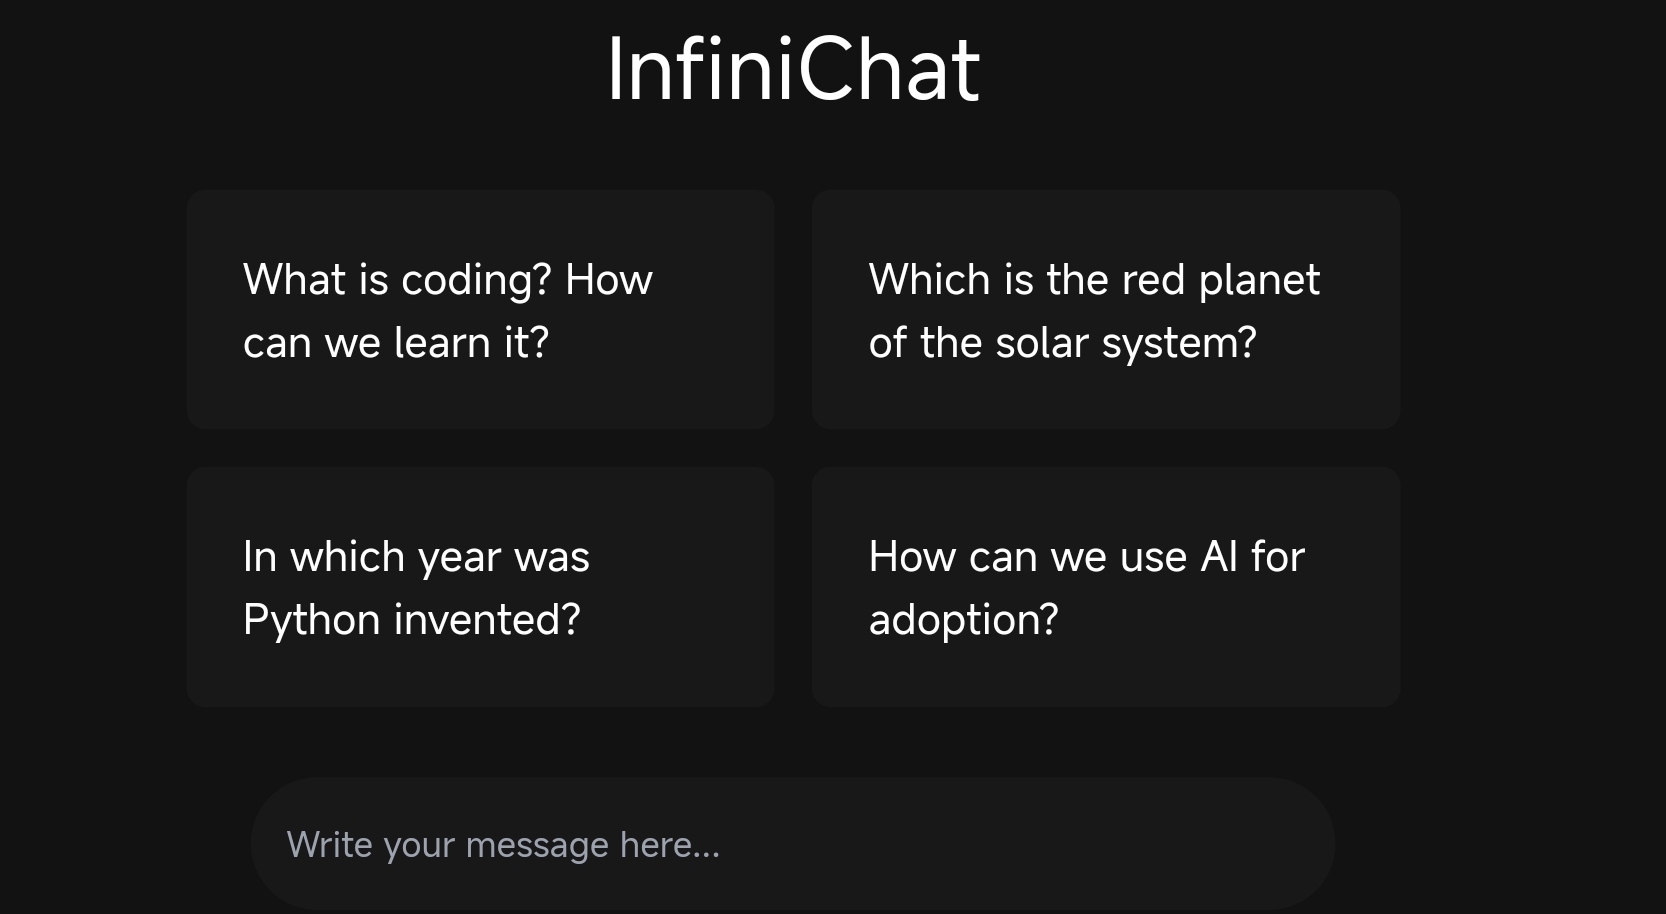 InfiniChat
What is coding? How
can we learn it?
Which is the red planet
of the solar system?
In which year was
Python invented?
How can we use AI for
adoption?
Write your message here...